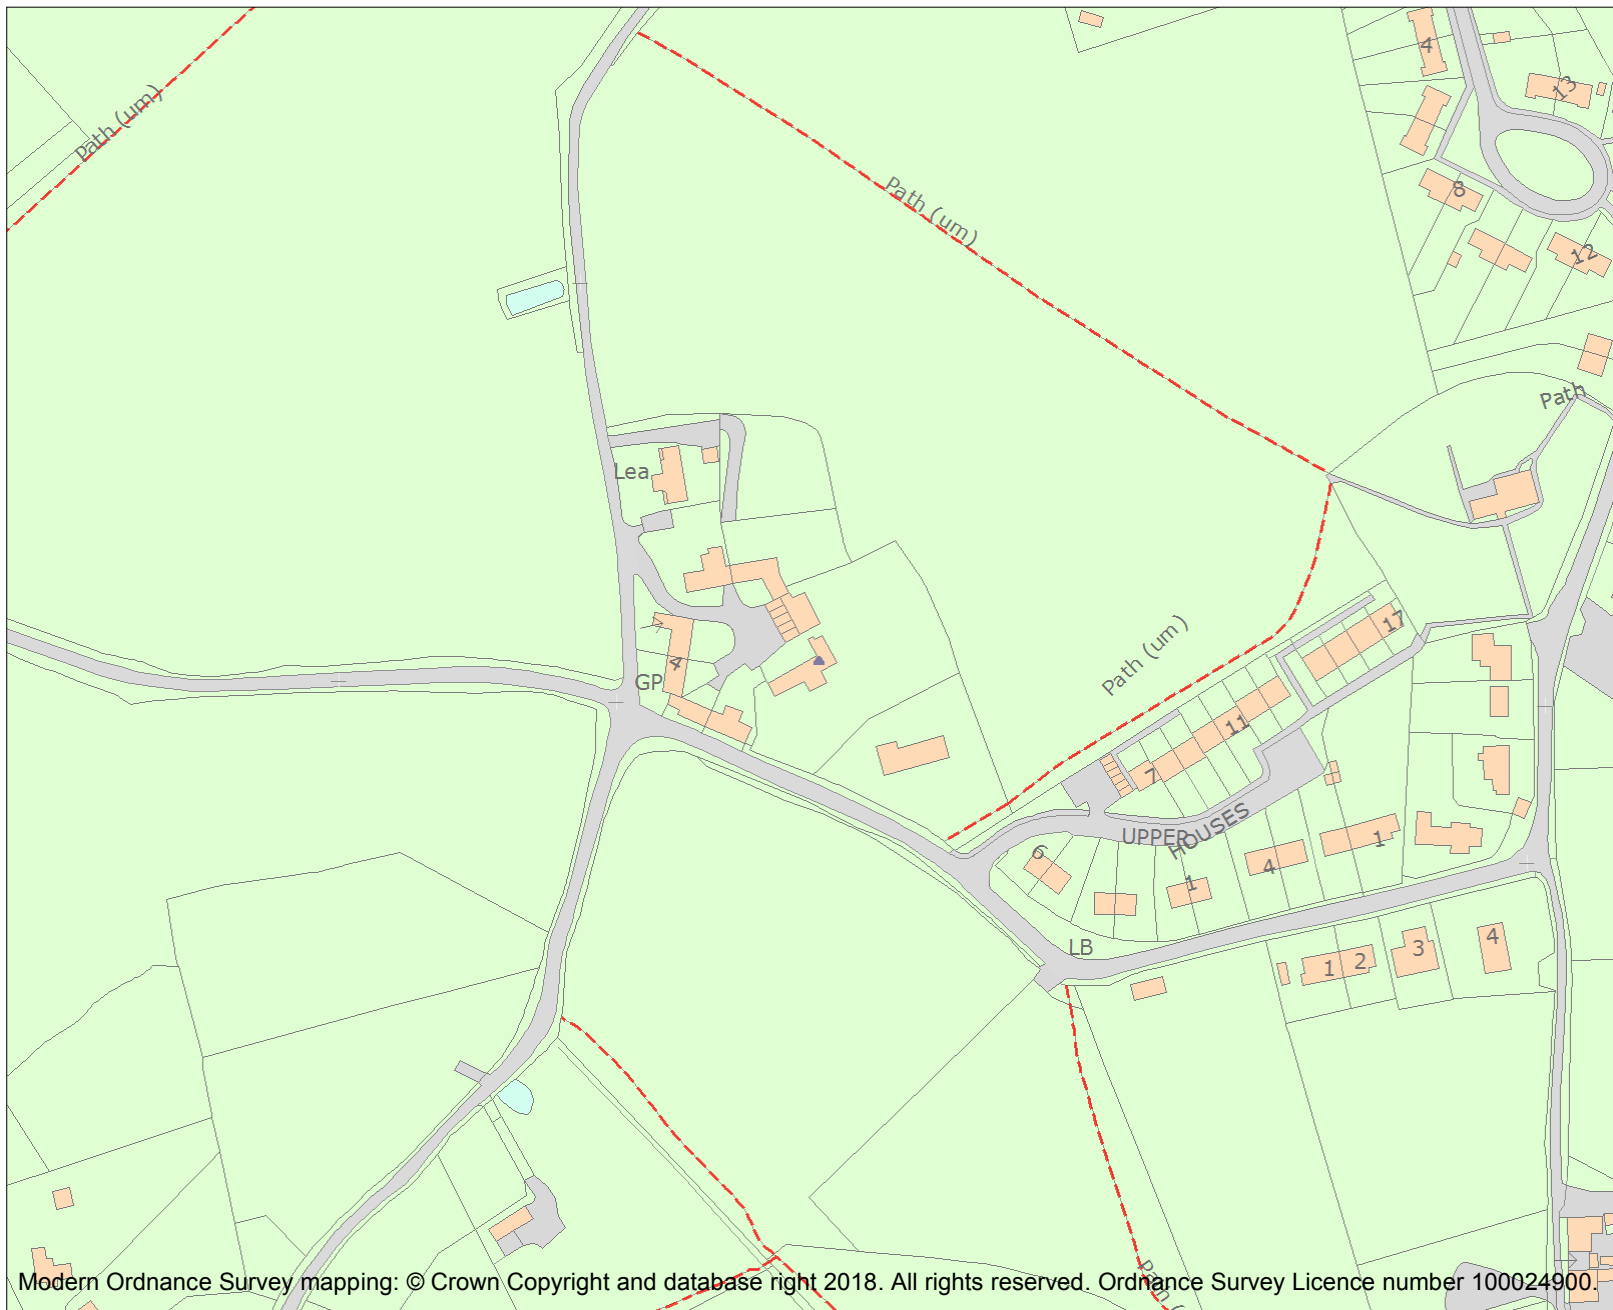 4
13
Path (um)
Path (um)
8
12
Path
Lea
7
4
GP
17
Path (um)
11
7
UPPER
HOUSES
6
1
4
1
LB
1
2
3
4
Path (
Modern Ordnance Survey mapping: © Crown Copyright and database right 2018. All rights reserved. Ordnance Survey Licence number 100024900.